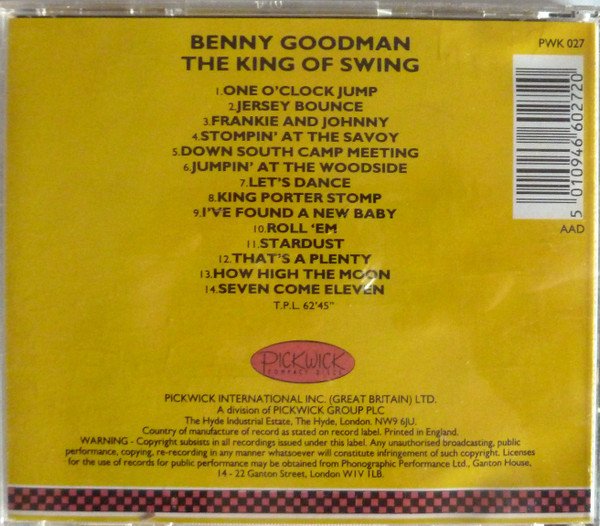 BENNY GOODMAN
THE KING OF SWING
PWK 027
1.ONE O'CLOCK JUMP
2.JERSEY BOUNCE
3.FRANKIE AND JOHNNY
4.STOMPIN' AT THE SAVOY
5.DOWN SOUTH CAMP MEETING
6.JUMPIN' AT THE WOODSIDE
7.LET'S DANCE
8.KING PORTER STOMP
9.I'VE FOUND A NEW BABY
10.ROLL 'EM
11.STARDUST
12.THAT'S A PLENTY
13.HOW HIGH THE MOON
14.SEVEN COME ELEVEN
T.P.L. 62'45"
5 010946 602720
AAD
PICKWICK
COMPACT DISCS
PICKWICK INTERNATIONAL INC. (GREAT BRITAIN) LTD.
A division of PICKWICK GROUP PLC
The Hyde Industrial Estate, The Hyde, London. NW9 6JU.
Country of manufacture of record as stated on record label. Printed in England.
WARNING - Copyright subsists in all recordings issued under this label. Any unauthorised broadcasting, public
performance, copying, re-recording in any manner whatsoever will constitute infringement of such copyright. Licenses
for the use of records for public performance may be obtained from Phonographic Performance Ltd., Ganton House,
14 - 22 Ganton Street, London W1V 1LB.